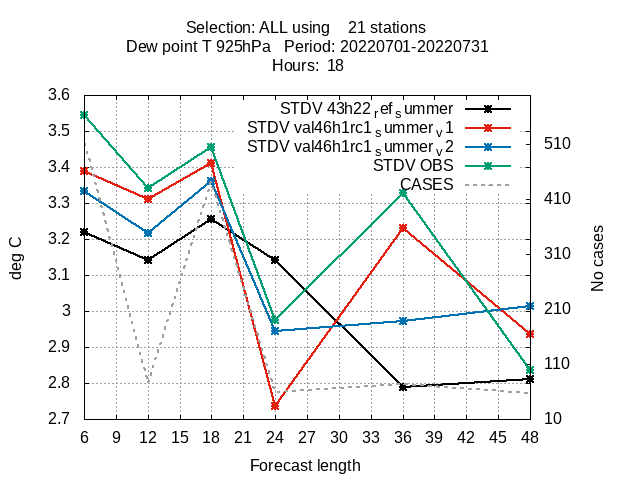 Selection: ALL using 21 stations
Dew point T 925hPa Period: 20220701-20220731
Hours: 18
3.6
3.5
3.4
3.3
3.2
3.1
3
2.9
2.8
2.7
deg C
STDV 43h22ref_summer
STDV val46h1rc1summerv1
STDV val46h1rc1summerv2
STDV OBS
CASES
510
410
310
210
110
10
No cases
6 9 12 15 18 21 24 27 30 33 36 39 42 45 48
Forecast length